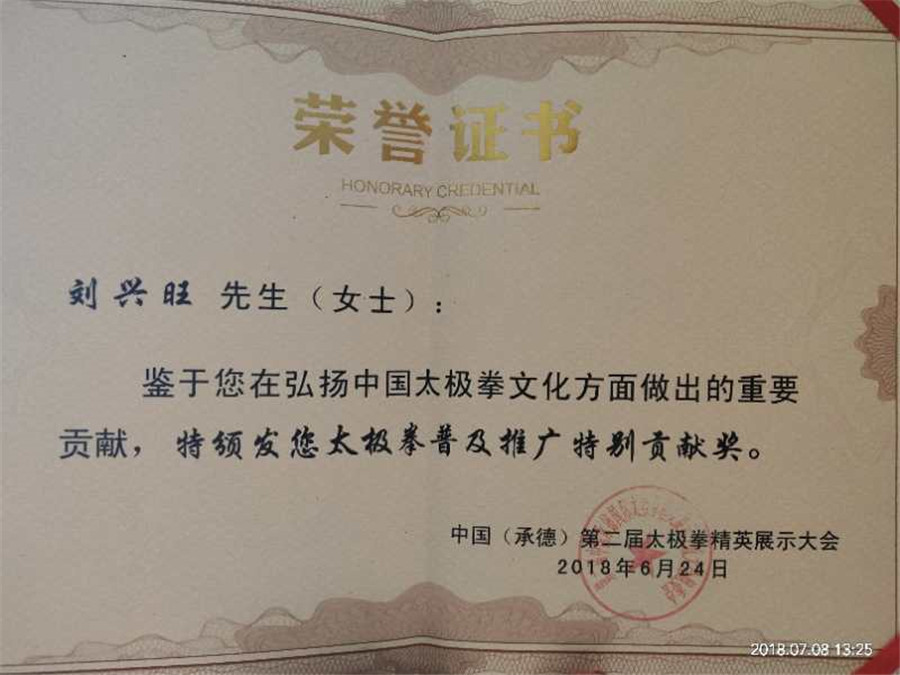 荣誉证书
HONORARY CREDENTIAL
刘兴旺 先生（女士）：
鉴于您在弘扬中国太极拳文化方面做出的重要
贡献，特颁发您太极拳普及推广特别贡献奖。
中国（承德）第二届太极拳精英展示大会
2018年6月24日
2018.07.08 13:25